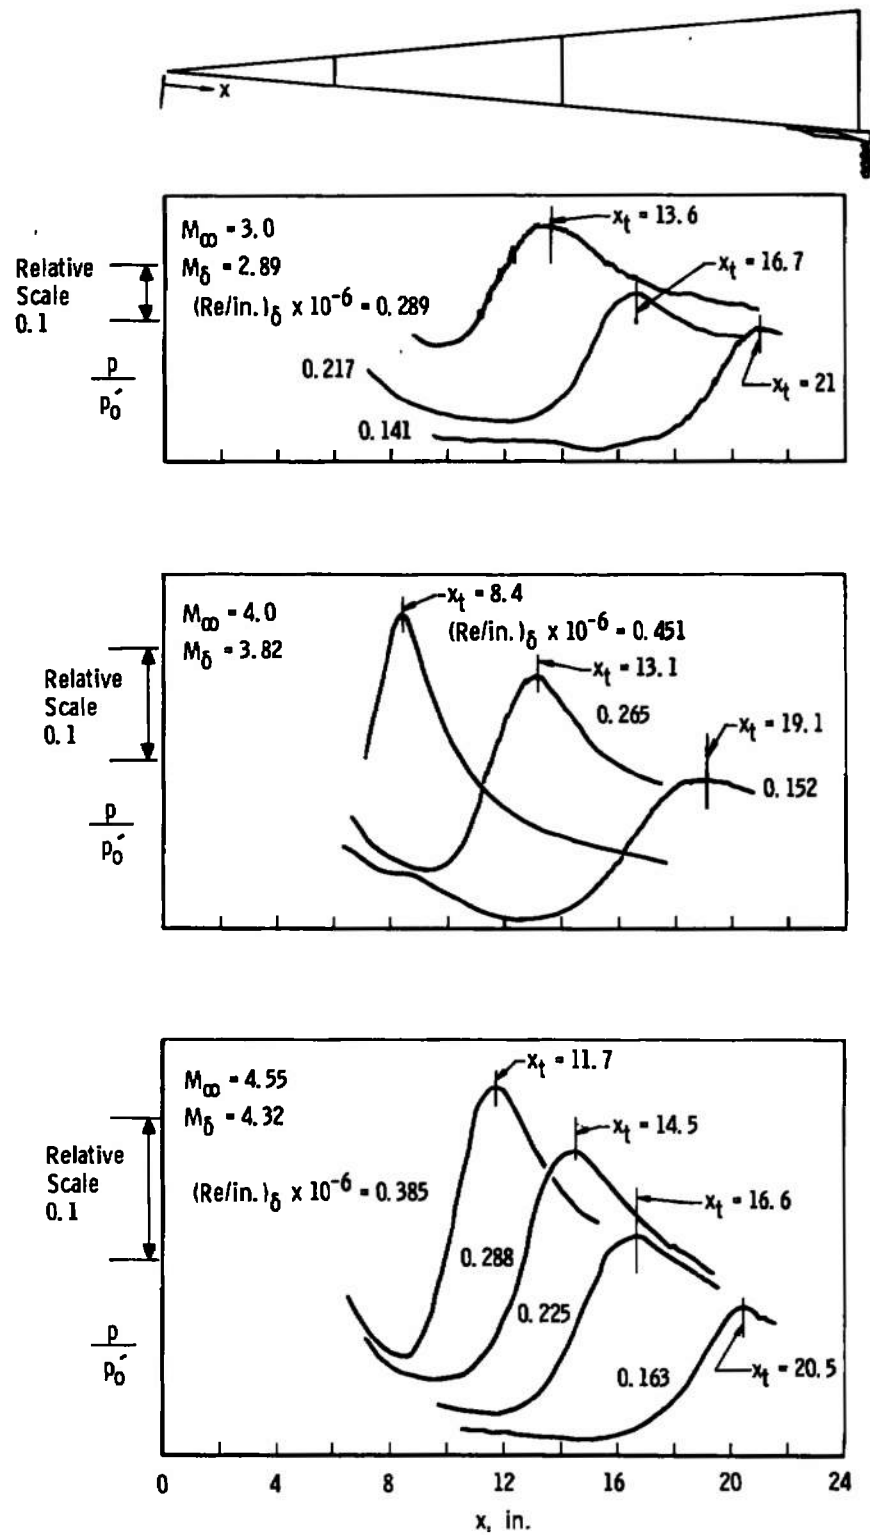 x
M∞ = 3.0
Mδ = 2.89
(Re/in.)δ x 10⁻⁶ = 0.289
xt = 13.6
xt = 16.7
Relative
Scale
0.1
0.217
p
p₀′
xt = 21
0.141
M∞ = 4.0
Mδ = 3.82
xt = 8.4
(Re/in.)δ x 10⁻⁶ = 0.451
xt = 13.1
Relative
Scale
0.1
0.265
xt = 19.1
0.152
p
p₀′
M∞ = 4.55
Mδ = 4.32
xt = 11.7
xt = 14.5
Relative
Scale
0.1
(Re/in.)δ x 10⁻⁶ = 0.385
xt = 16.6
0.288
0.225
p
p₀′
0.163
xt = 20.5
0 4 8 12 16 20 24
x, in.